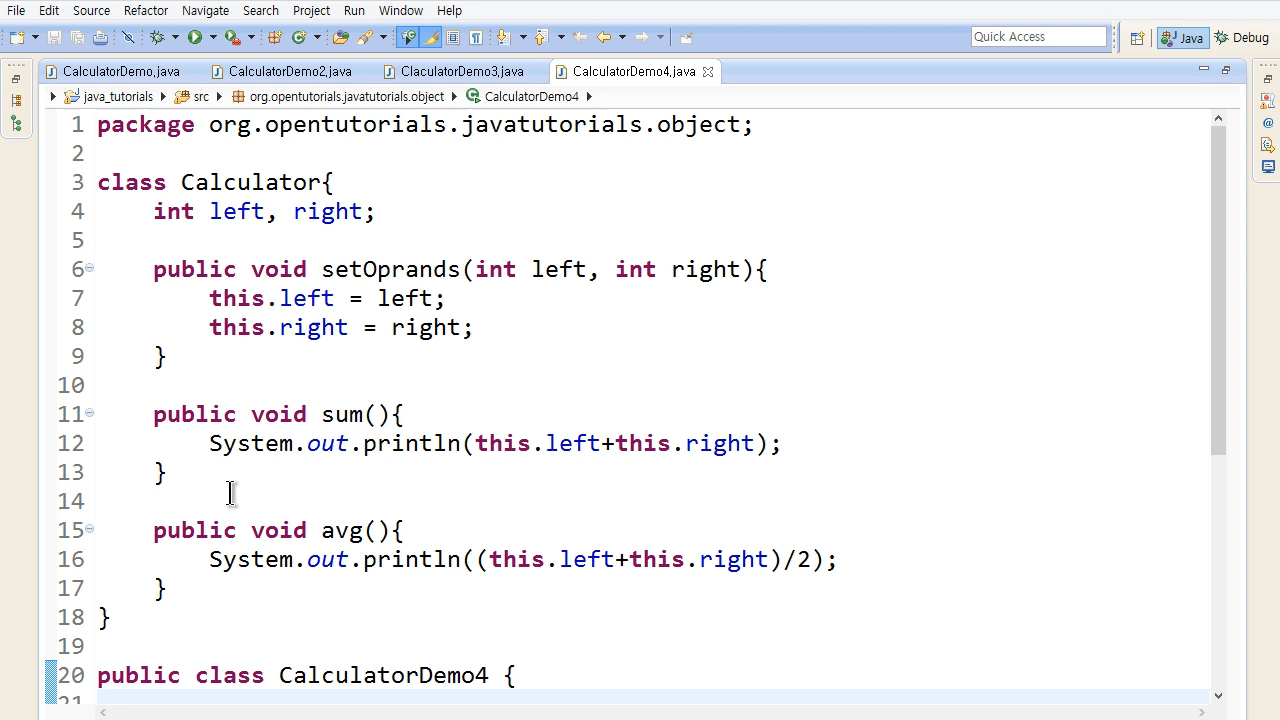 File Edit Source Refactor Navigate Search Project Run Window Help
Quick Access
Java
Debug
CalculatorDemo.java
CalculatorDemo2.java
ClaculatorDemo3.java
CalculatorDemo4.java
java_tutorials
src
org.opentutorials.javatutorials.object
CalculatorDemo4
1 package org.opentutorials.javatutorials.object;
2
3 class Calculator{
4 int left, right;
5
6 public void setOprands(int left, int right){
7 this.left = left;
8 this.right = right;
9 }
10
11 public void sum(){
12 System.out.println(this.left+this.right);
13 }
14
15 public void avg(){
16 System.out.println((this.left+this.right)/2);
17 }
18 }
19
20 public class CalculatorDemo4 {
21